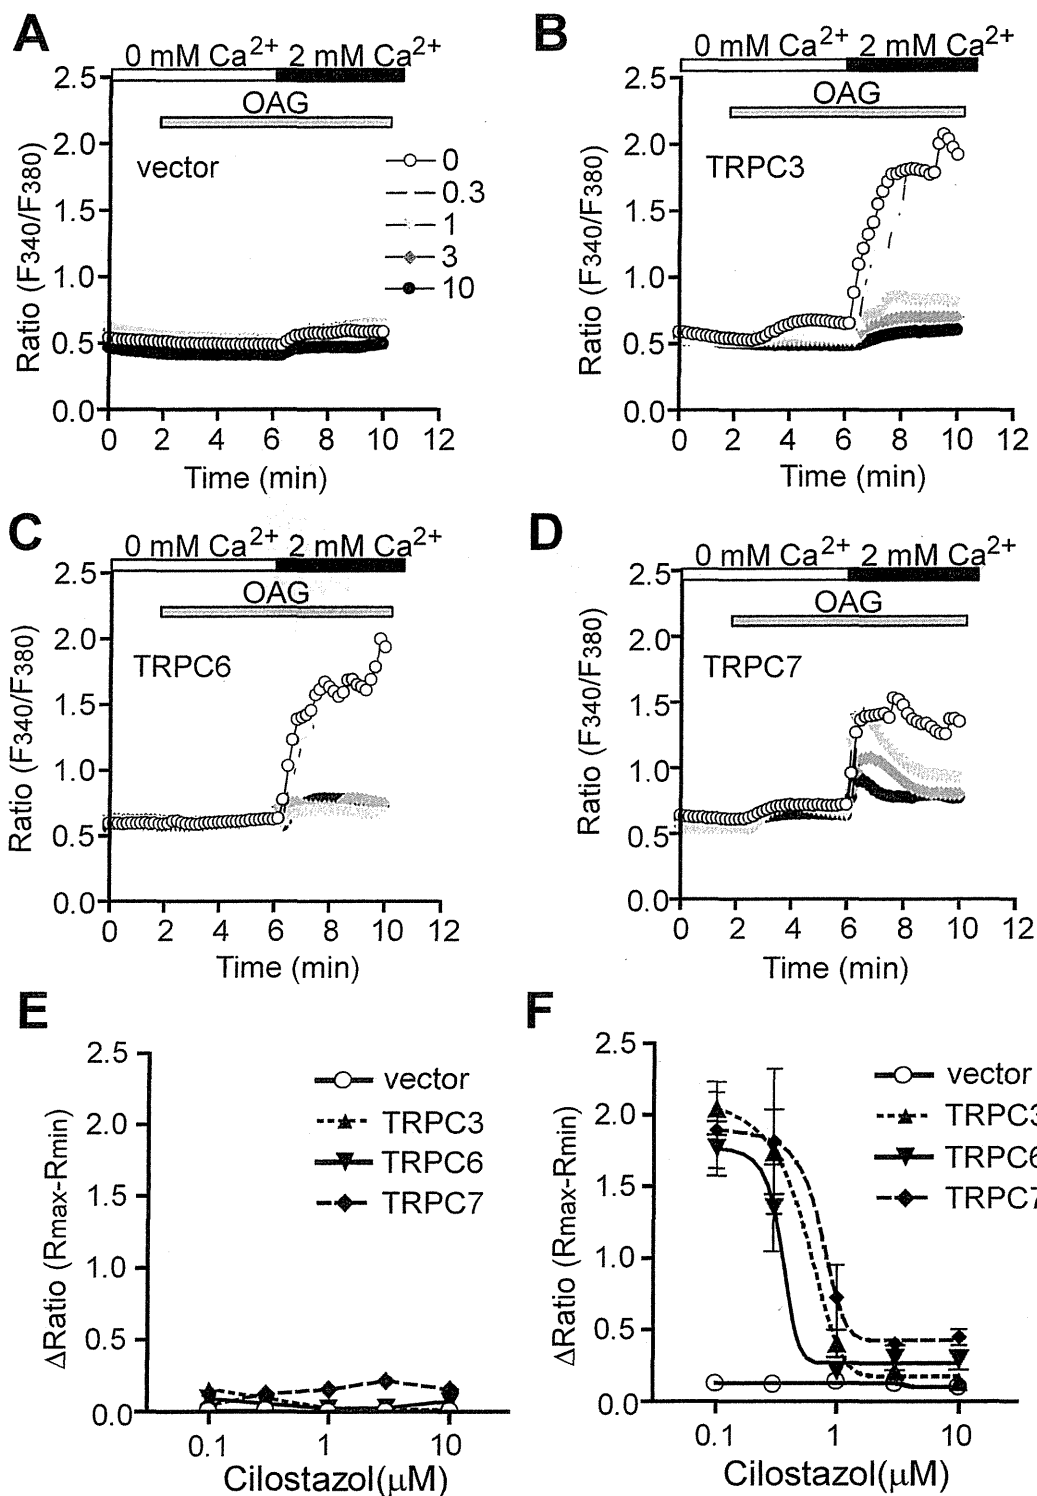 A
0 mM Ca2+ 2 mM Ca2+
OAG
vector
0
0.3
1
3
10
Ratio (F340/F380)
2.5
2.0
1.5
1.0
0.5
0.0
0 2 4 6 8 10 12
Time (min)
B
0 mM Ca2+ 2 mM Ca2+
OAG
TRPC3
Ratio (F340/F380)
2.5
2.0
1.5
1.0
0.5
0.0
0 2 4 6 8 10 12
Time (min)
C
0 mM Ca2+ 2 mM Ca2+
OAG
TRPC6
Ratio (F340/F380)
2.5
2.0
1.5
1.0
0.5
0.0
0 2 4 6 8 10 12
Time (min)
D
0 mM Ca2+ 2 mM Ca2+
OAG
TRPC7
Ratio (F340/F380)
2.5
2.0
1.5
1.0
0.5
0.0
0 2 4 6 8 10 12
Time (min)
E
vector
TRPC3
TRPC6
TRPC7
ΔRatio (Rmax-Rmin)
2.5
2.0
1.5
1.0
0.5
0.0
0.1 1 10
Cilostazol(μM)
F
vector
TRPC3
TRPC6
TRPC7
ΔRatio (Rmax-Rmin)
2.5
2.0
1.5
1.0
0.5
0.0
0.1 1 10
Cilostazol(μM)